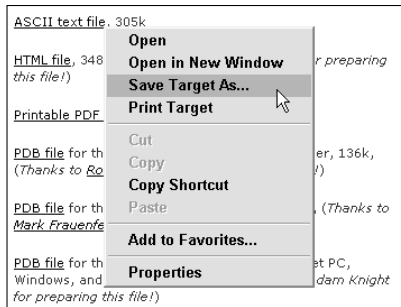 ASCII text file, 305k
Open
HTML file, 348
Open in New Window
r preparing
this file!)
Save Target As...
Print Target
Printable PDF
Cut
PDB file for th
er, 136k,
Copy
(Thanks to Ro
!)
Copy Shortcut
PDB file for th
Paste
, (Thanks to
Mark Frauenfe
Add to Favorites...
PDB file for th
et PC,
Properties
Windows, and
dam Knight
for preparing this file!)